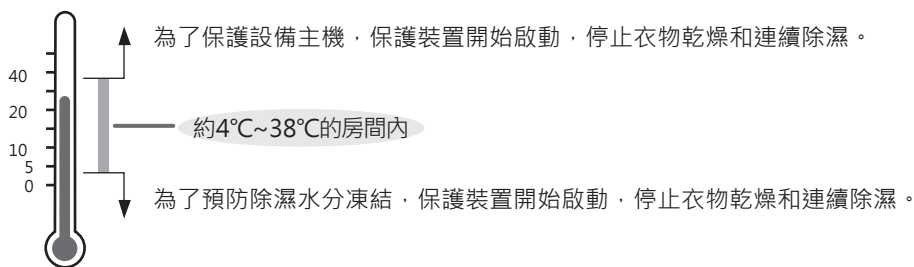 為了保護設備主機，保護裝置開始啟動，停止衣物乾燥和連續除濕。
40
20
約4℃~38℃的房間內
10
5
0
為了預防除濕水分凍結，保護裝置開始啟動，停止衣物乾燥和連續除濕。